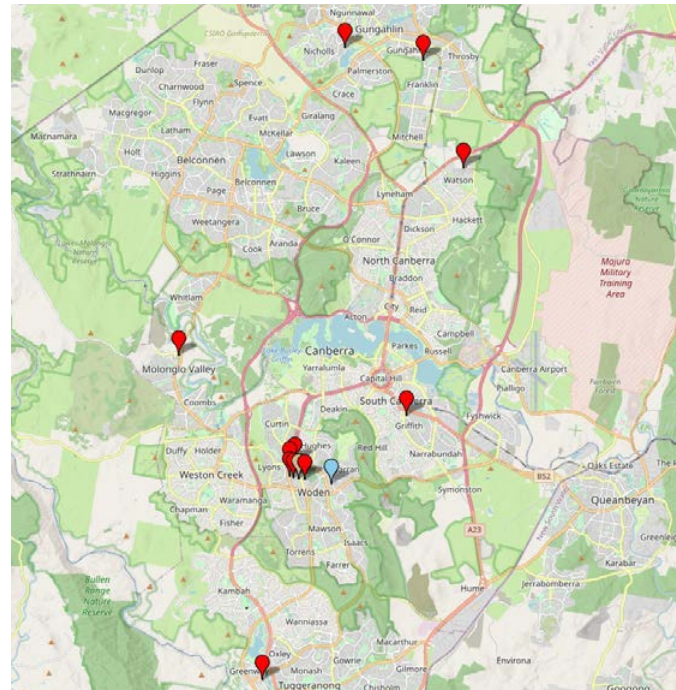 Ngunnawal
Gungahlin
CSIRO Ginninderra
Nicholls
Gungahlin
Fraser
Dunlop
Palmerston
Throsby
Spence
Charnwood
Crace
Franklin
Flynn
Macgregor
Evatt
Giralang
Latham
McKellar
Mitchell
Macnamara
Lawson
Holt
Belconnen
Kaleen
Strathnairn
Higgins
Watson
Page
Belconnen
Lyneham
Bruce
Weetangera
Hackett
Dickson
Aranda
O'Connor
Cook
North Canberra
Majura
Military
Training
Area
Braddon
Whitlam
City
Reid
Acton
Campbell
Canberra
Parkes
Russell
Lake Burley
Griffin
Yarralumla
Canberra Airport
Molonglo Valley
Capital Hill
Pialligo
Coombs
Deakin
South Canberra
Fyshwick
Curtin
Griffith
Duffy
Holder
Hughes
Red Hill
Narrabundah
Lyons
Weston Creek
Oaks Estate
B52
Woden
Symonston
Waramanga
Queanbeyan
Chapman
Mawson
Fisher
A23
Isaacs
Torrens
Karabar
Farrer
Bullen
Range
Nature
Reserve
Hume
Jerrabomberra
Kambah
Wanniassa
Macarthur
Oxley
Gowrie
Environa
Monash
Gilmore
Tuggeranong
Chisholm